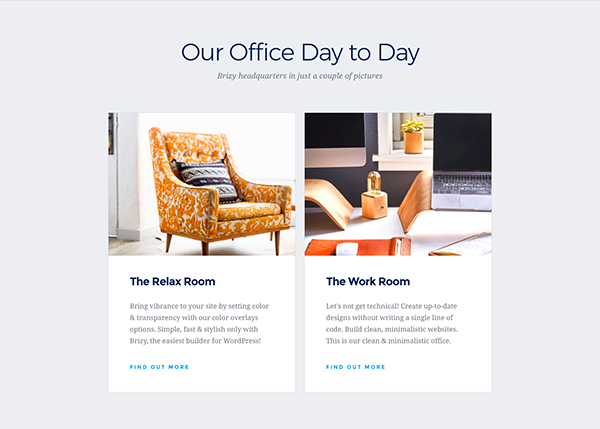 Our Office Day to Day
Brizy headquarters in just a couple of pictures
The Relax Room
Bring vibrance to your site by setting color
& transparency with our color overlays
options. Simple, fast & stylish only with
Brizy, the easiest builder for WordPress!
FIND OUT MORE
The Work Room
Let's not get technical! Create up-to-date
designs without writing a single line of
code. Build clean, minimalistic websites.
This is our clean & minimalistic office.
FIND OUT MORE